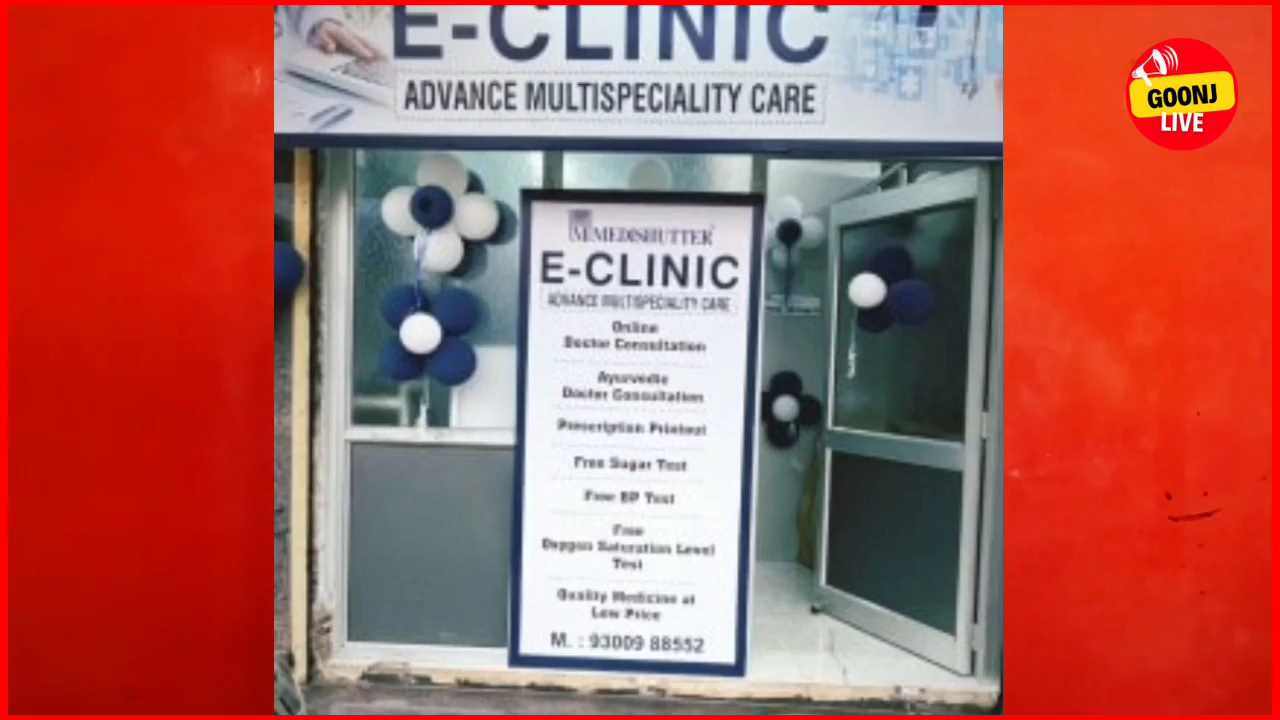 E-CLINIC
ADVANCE MULTISPECIALITY CARE
GOONJ
LIVE
MEDISHUTTER
E-CLINIC
ADVANCE MULTISPECIALITY CARE
Online
Doctor Consultation
Ayurvedic
Doctor Consultation
Prescription Printout
Free Sugar Test
Free BP Test
Free
Oxygen Saturation Level
Test
Quality Medicine at
Low Price
M. : 93009 88552